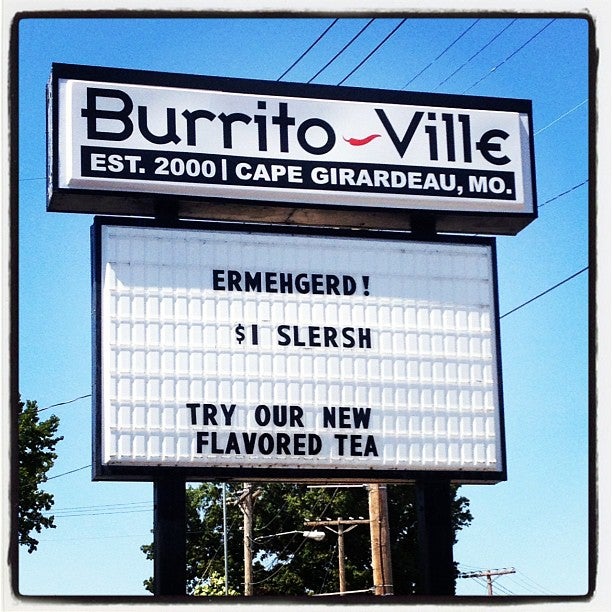 Burrito-Ville
EST. 2000 | CAPE GIRARDEAU, MO.
ERMEHGERD!
$1 SLERSH
TRY OUR NEW
FLAVORED TEA